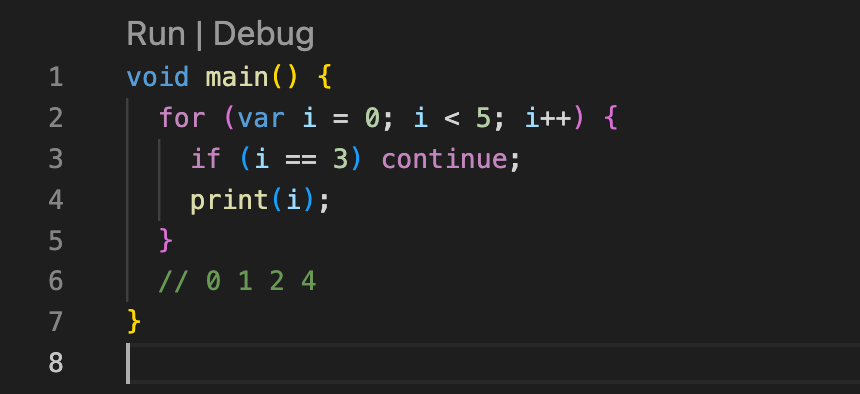 Run | Debug
1 void main() {
2 for (var i = 0; i < 5; i++) {
3 if (i == 3) continue;
4 print(i);
5 }
6 // 0 1 2 4
7 }
8